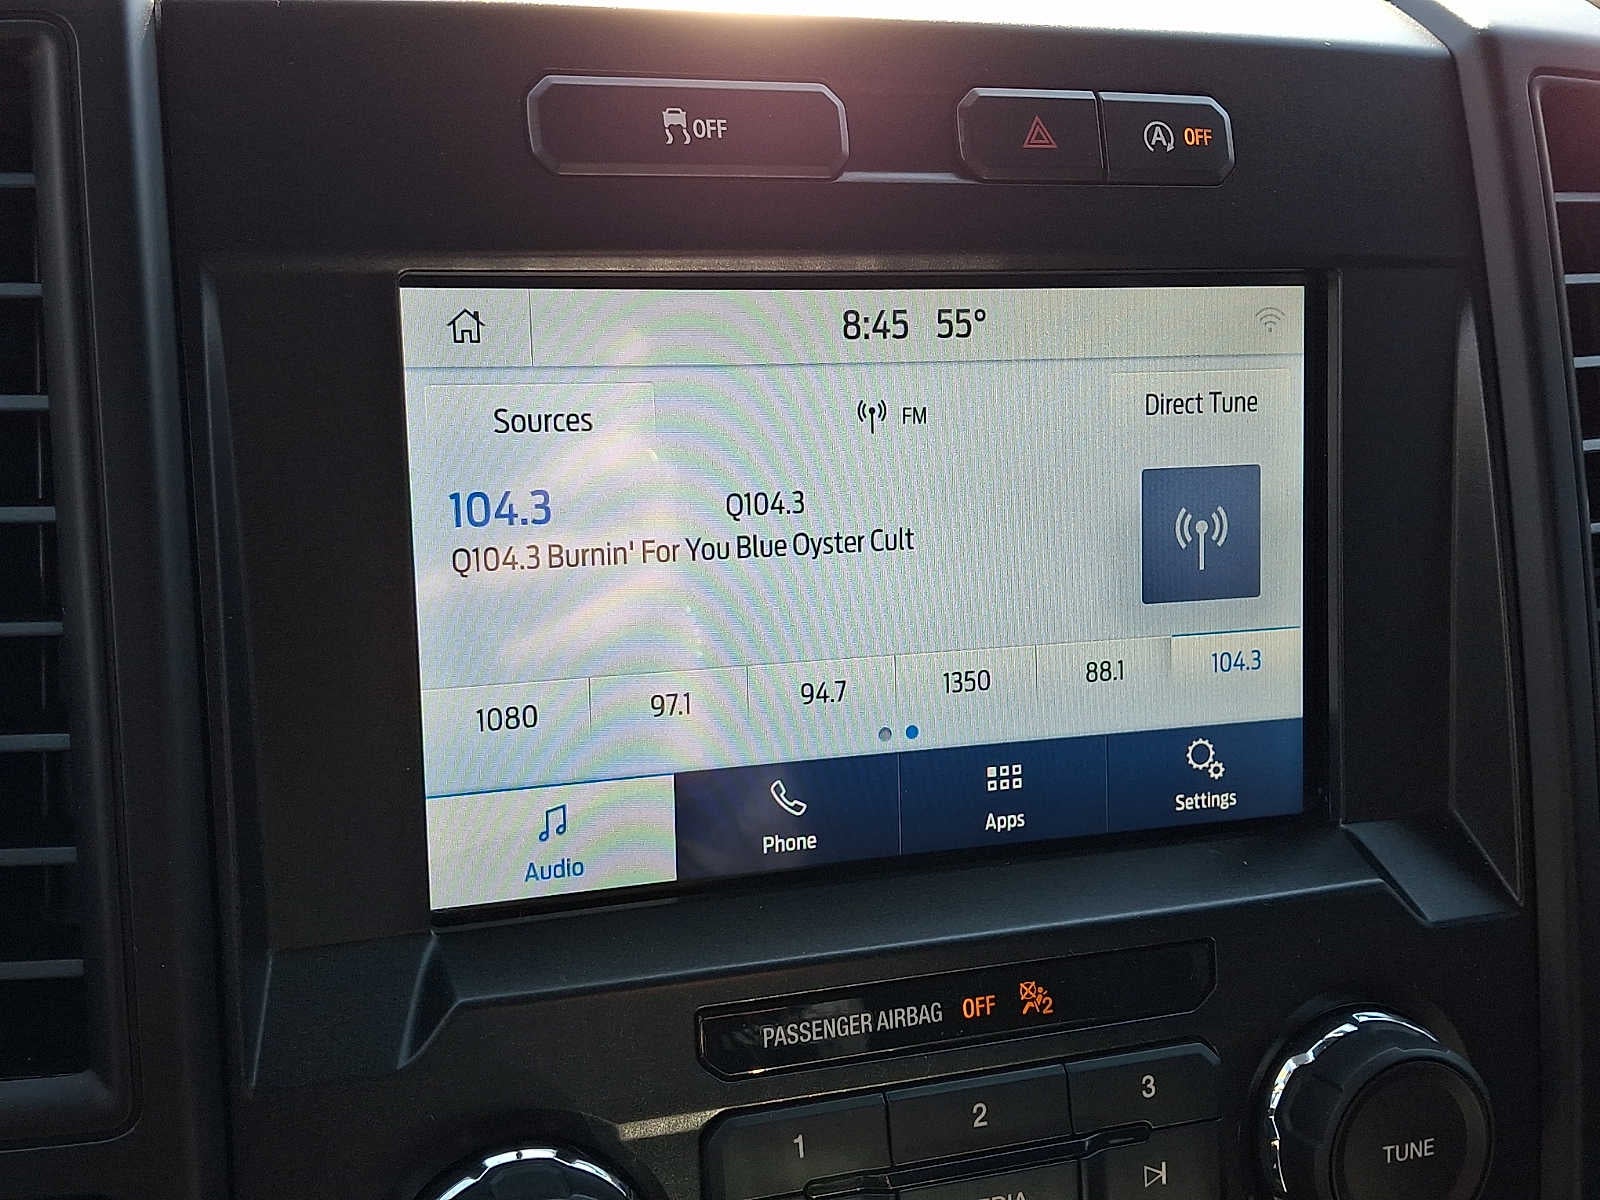 OFF
A OFF
8:45 55°
Sources
FM
Direct Tune
104.3
Q104.3
Q104.3 Burnin' For You Blue Oyster Cult
1080 97.1 94.7 1350 88.1 104.3
Audio Phone Apps Settings
PASSENGER AIRBAG OFF 2
1 2 3
TUNE